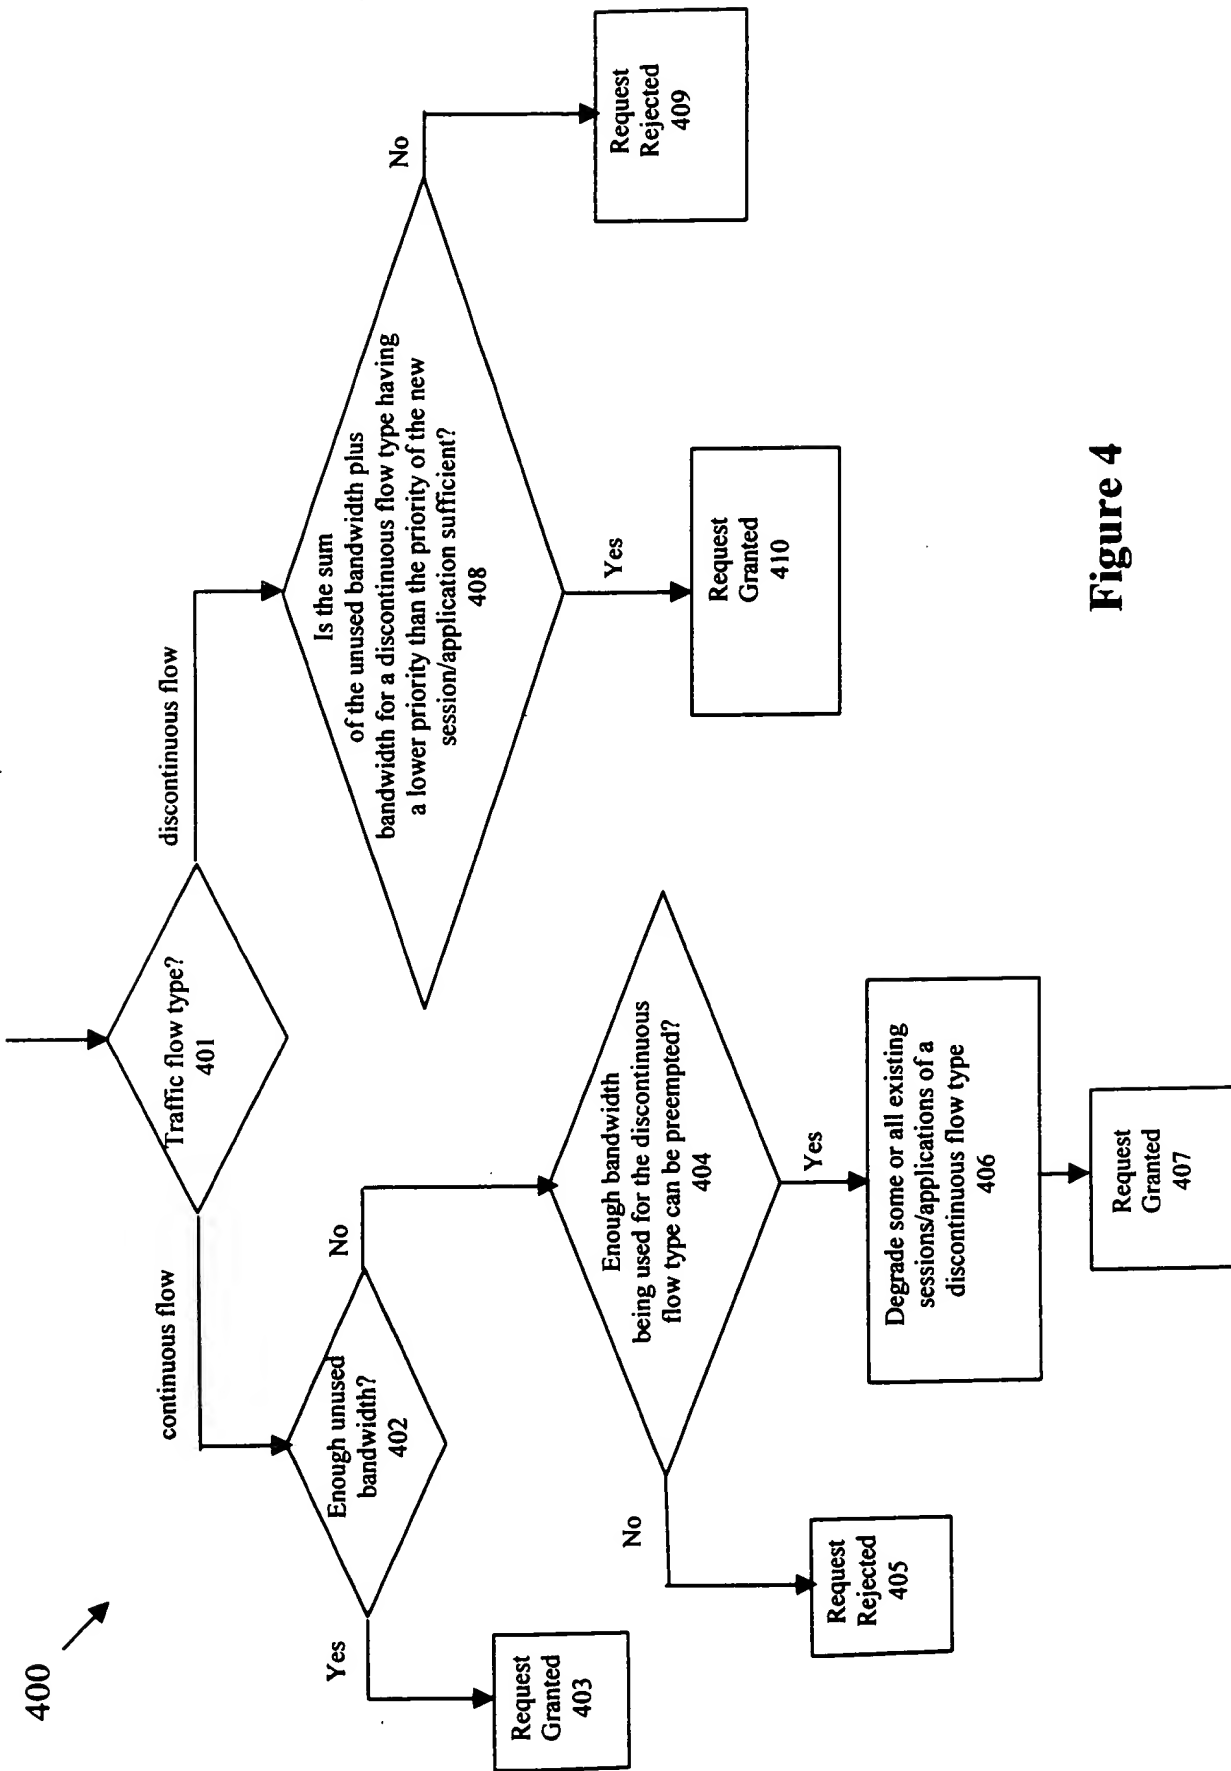 400
Traffic flow type?
401
continuous flow
discontinuous flow
Enough unused
bandwidth?
402
Yes
No
Request
Granted
403
Enough bandwidth
being used for the discontinuous
flow type can be preempted?
404
No
Yes
Request
Rejected
405
Degrade some or all existing
sessions/applications of a
discontinuous flow type
406
Request
Granted
407
Is the sum
of the unused bandwidth plus
bandwidth for a discontinuous flow type having
a lower priority than the priority of the new
session/application sufficient?
408
No
Yes
Request
Rejected
409
Request
Granted
410
Figure 4